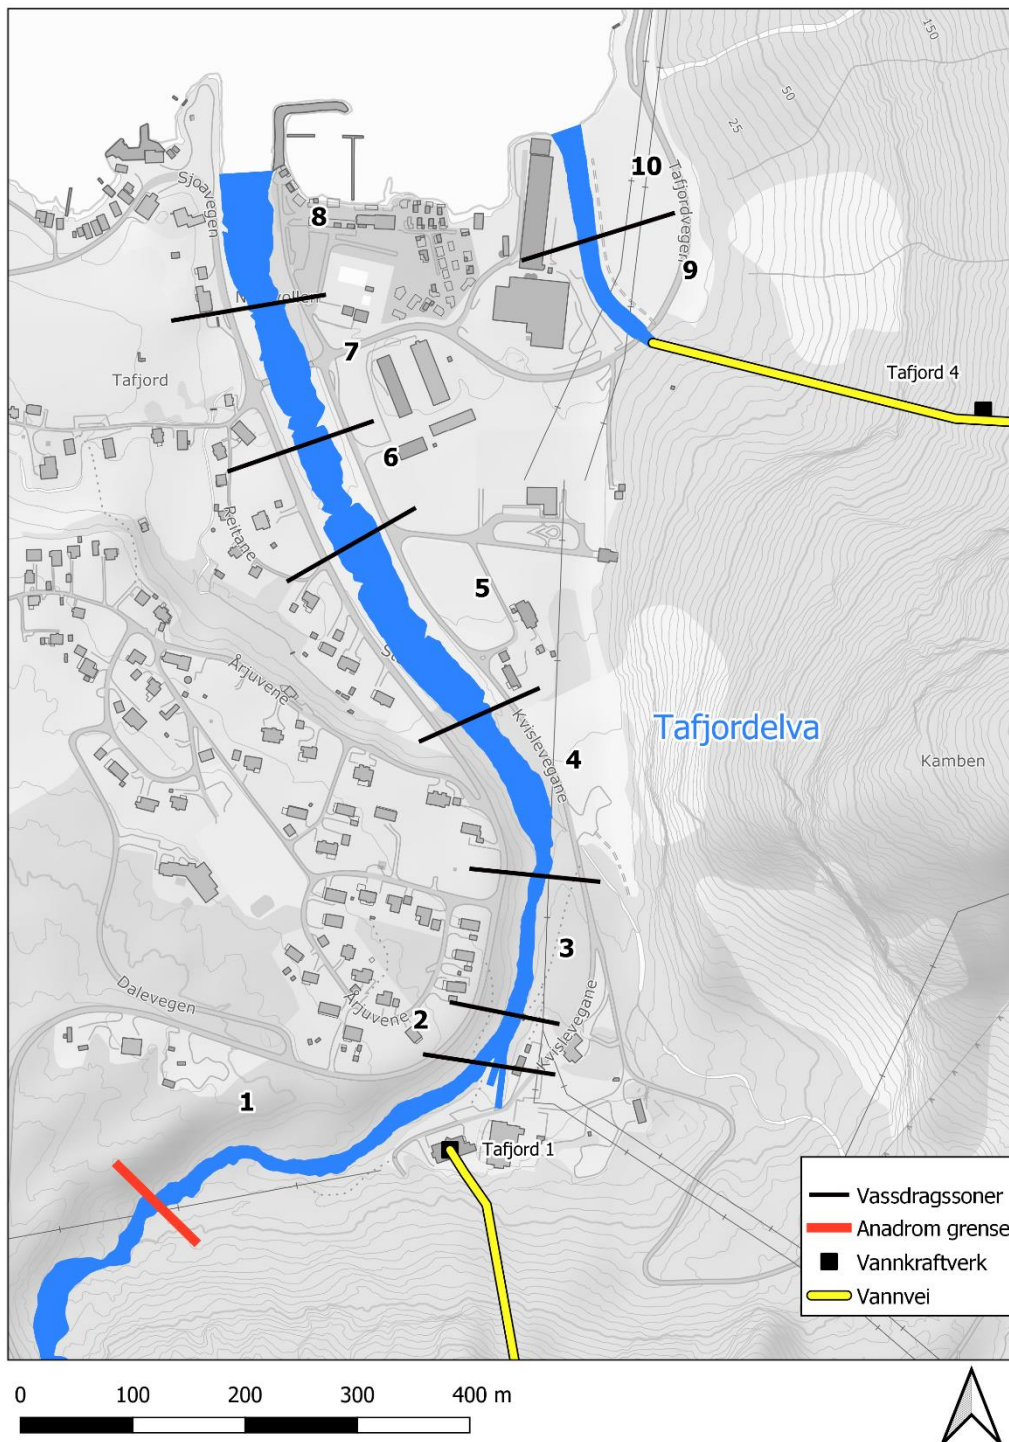 150
50
25
10
Tafjordvegen
Sjoavegen
8
9
7
Tafjord
Tafjord 4
6
Reitane
5
Årjuvene
Tafjordelva
Kvislevegane
4
Kamben
3
Dalevegen
Årjuvene
2
Kvislevegane
1
Tafjord 1
Vassdragssoner
Anadrom grense
Vannkraftverk
Vannvei
0 100 200 300 400 m